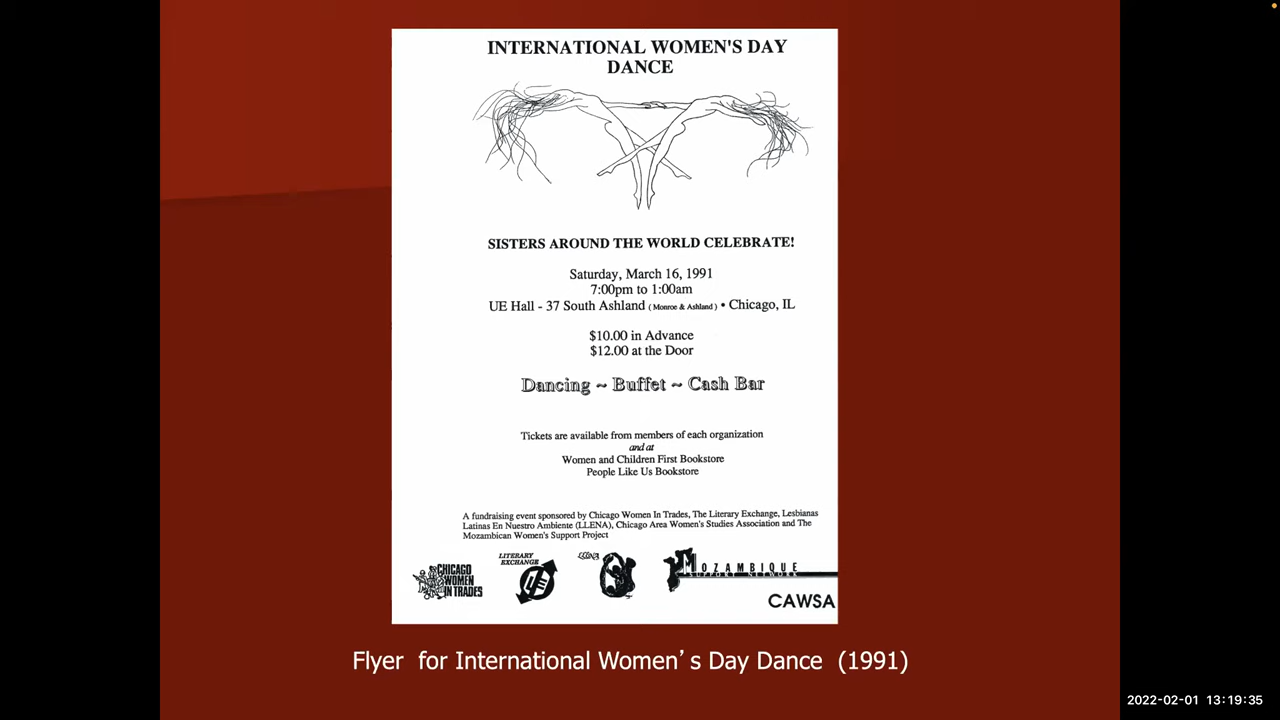 INTERNATIONAL WOMEN'S DAY
DANCE
SISTERS AROUND THE WORLD CELEBRATE!
Saturday, March 16, 1991
7:00pm to 1:00am
UE Hall - 37 South Ashland ( Monroe & Ashland ) • Chicago, IL
$10.00 in Advance
$12.00 at the Door
Dancing ~ Buffet ~ Cash Bar
Tickets are available from members of each organization
and at
Women and Children First Bookstore
People Like Us Bookstore
A fundraising event sponsored by Chicago Women In Trades, The Literary Exchange, Lesbianas
Latinas En Nuestro Ambiente (LLENA), Chicago Area Women's Studies Association and The
Mozambican Women's Support Project
CHICAGO
WOMEN
IN TRADES
LITERARY
EXCHANGE
LE
LLENA
MOZAMBIQUE
SUPPORT NETWORK
CAWSA
Flyer for International Women's Day Dance (1991)
2022-02-01 13:19:35